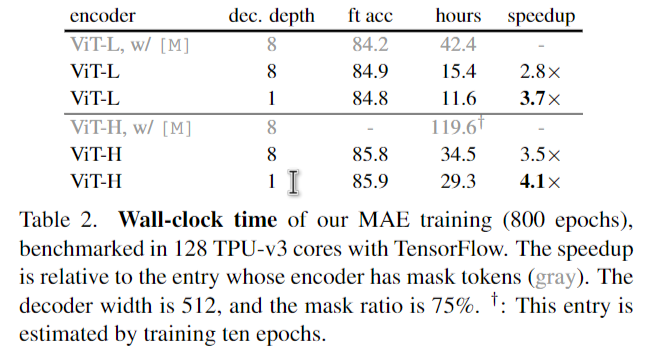 encoder dec. depth ft acc hours speedup
ViT-L, w/ [M] 8 84.2 42.4 -
ViT-L 8 84.9 15.4 2.8×
ViT-L 1 84.8 11.6 3.7×
ViT-H, w/ [M] 8 - 119.6† -
ViT-H 8 85.8 34.5 3.5×
ViT-H 1 85.9 29.3 4.1×
Table 2. Wall-clock time of our MAE training (800 epochs),
benchmarked in 128 TPU-v3 cores with TensorFlow. The speedup
is relative to the entry whose encoder has mask tokens (gray). The
decoder width is 512, and the mask ratio is 75%. †: This entry is
estimated by training ten epochs.